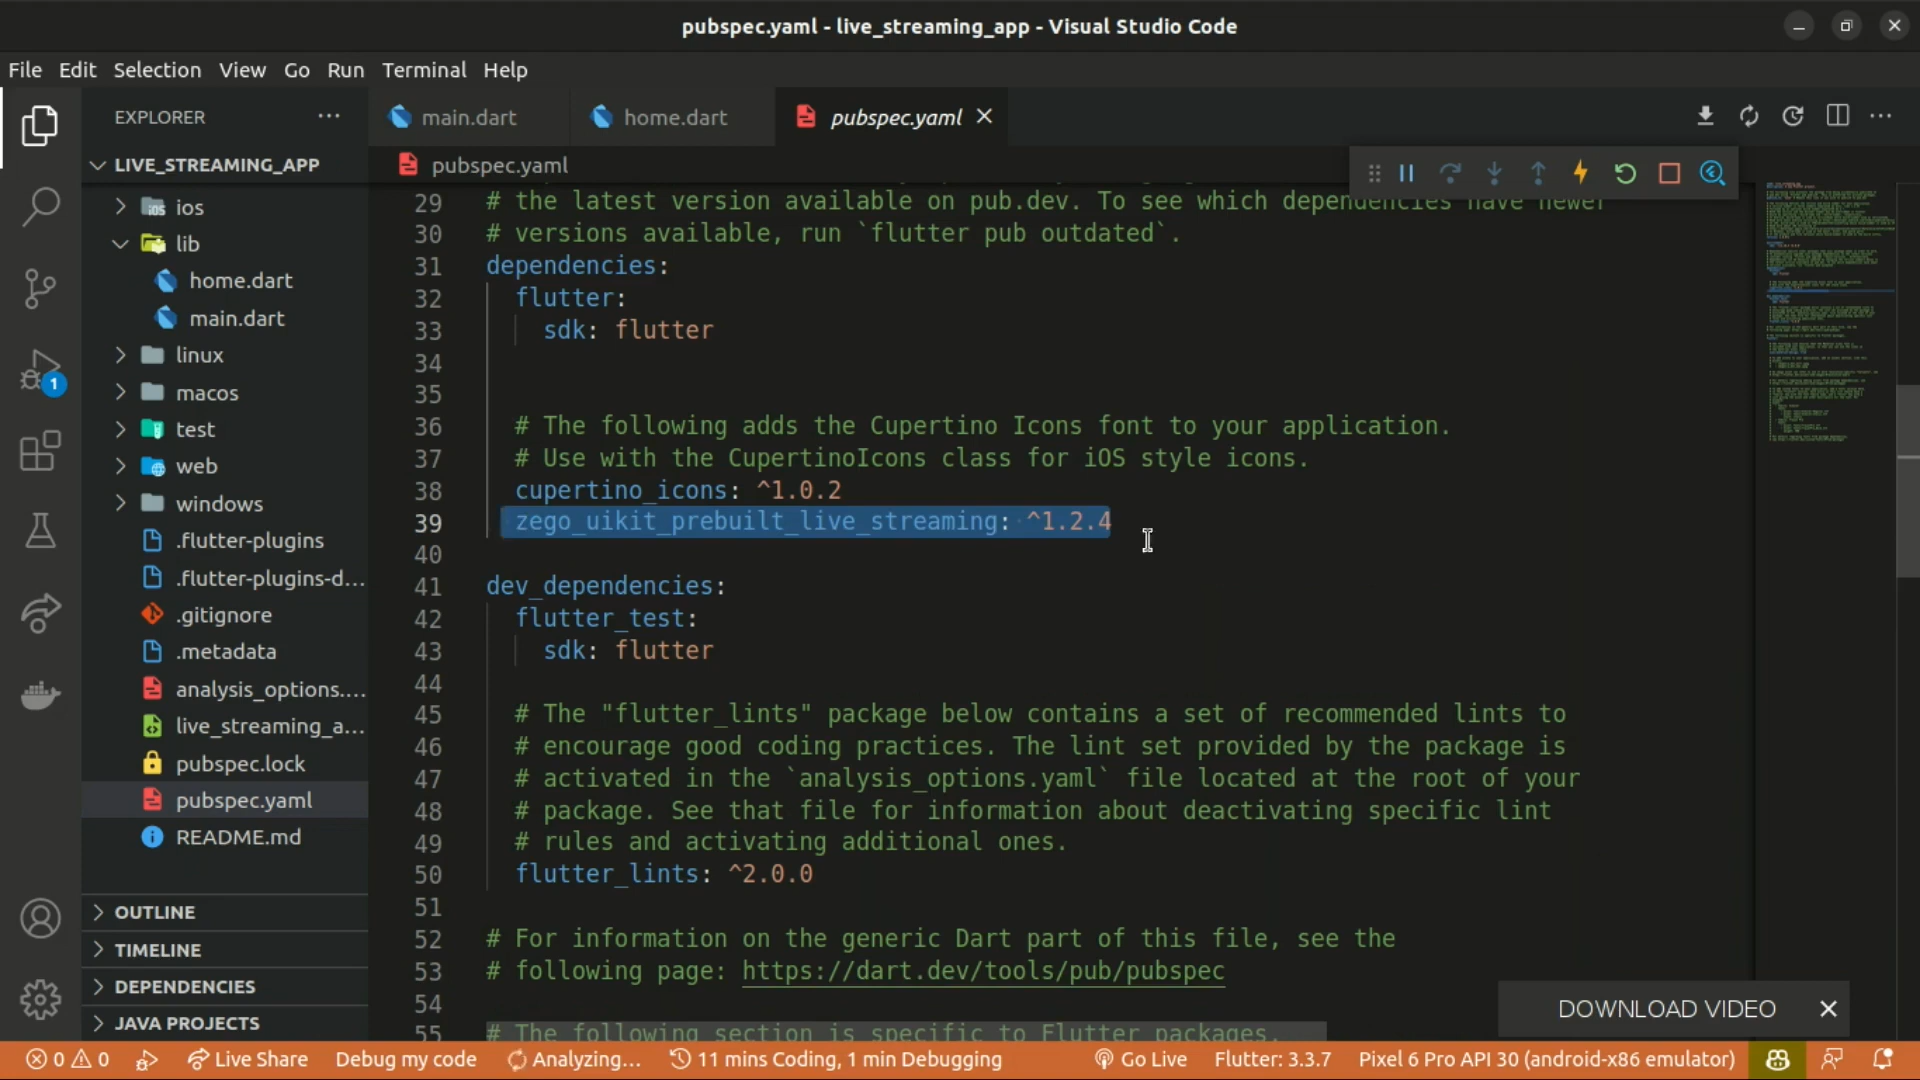 pubspec.yaml - live_streaming_app - Visual Studio Code
File Edit Selection View Go Run Terminal Help
EXPLORER
main.dart
home.dart
pubspec.yaml
LIVE_STREAMING_APP
pubspec.yaml
ios
lib
home.dart
main.dart
linux
macos
test
web
windows
.flutter-plugins
.flutter-plugins-d...
.gitignore
.metadata
analysis_options....
live_streaming_a...
pubspec.lock
pubspec.yaml
README.md
OUTLINE
TIMELINE
DEPENDENCIES
JAVA PROJECTS
1
29 # the latest version available on pub.dev. To see which dependencies have newer
30 # versions available, run `flutter pub outdated`.
31 dependencies:
32 flutter:
33 sdk: flutter
34
35
36 # The following adds the Cupertino Icons font to your application.
37 # Use with the CupertinoIcons class for iOS style icons.
38 cupertino_icons: ^1.0.2
39 zego_uikit_prebuilt_live_streaming: ^1.2.4
40
41 dev_dependencies:
42 flutter_test:
43 sdk: flutter
44
45 # The "flutter_lints" package below contains a set of recommended lints to
46 # encourage good coding practices. The lint set provided by the package is
47 # activated in the `analysis_options.yaml` file located at the root of your
48 # package. See that file for information about deactivating specific lint
49 # rules and activating additional ones.
50 flutter_lints: ^2.0.0
51
52 # For information on the generic Dart part of this file, see the
53 # following page: https://dart.dev/tools/pub/pubspec
54
55 # The following section is specific to Flutter packages.
DOWNLOAD VIDEO
0 0 Live Share Debug my code Analyzing... 11 mins Coding, 1 min Debugging Go Live Flutter: 3.3.7 Pixel 6 Pro API 30 (android-x86 emulator)